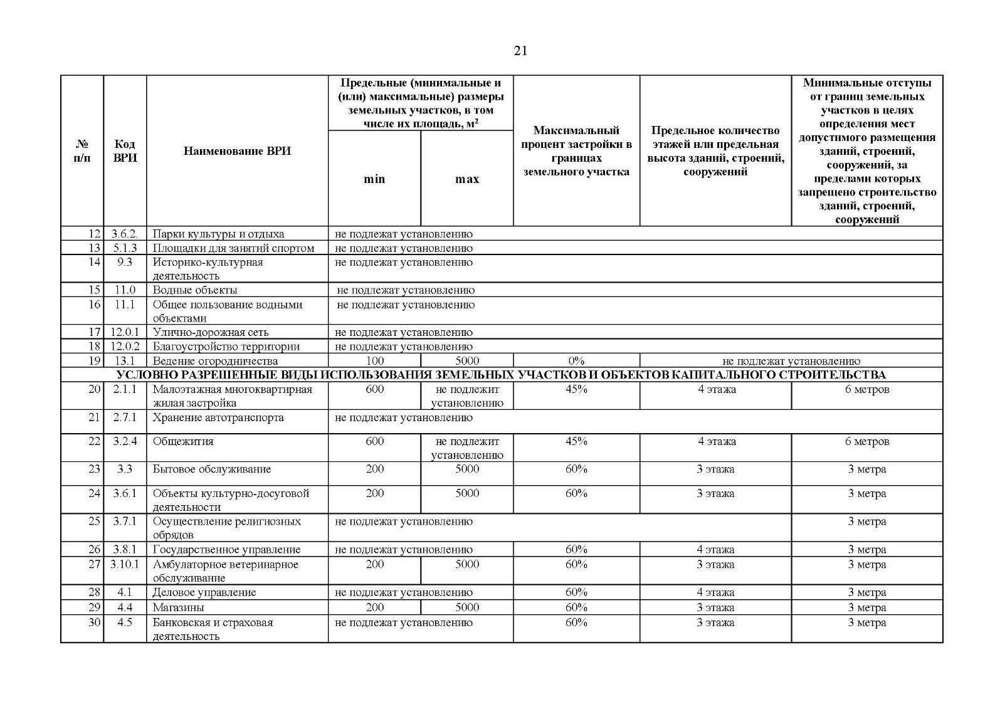 21
№ п/п
Код ВРИ
Наименование ВРИ
Предельные (минимальные и
(или) максимальные) размеры
земельных участков, в том
числе их площадь, м²
min
max
Максимальный
процент застройки в
границах
земельного участка
Предельное количество
этажей или предельная
высота зданий, строений,
сооружений
Минимальные отступы
от границ земельных
участков в целях
определения мест
допустимого размещения
зданий, строений,
сооружений, за
пределами которых
запрещено строительство
зданий, строений,
сооружений
12 3.6.2. Парки культуры и отдыха не подлежат установлению
13 5.1.3 Площадки для занятий спортом не подлежат установлению
14 9.3 Историко-культурная не подлежат установлению
деятельность
15 11.0 Водные объекты не подлежат установлению
16 11.1 Общее пользование водными не подлежат установлению
объектами
17 12.0.1 Улично-дорожная сеть не подлежат установлению
18 12.0.2 Благоустройство территории не подлежат установлению
19 13.1 Ведение огородничества 100 5000 0% не подлежат установлению
УСЛОВНО РАЗРЕШЕННЫЕ ВИДЫ ИСПОЛЬЗОВАНИЯ ЗЕМЕЛЬНЫХ УЧАСТКОВ И ОБЪЕКТОВ КАПИТАЛЬНОГО СТРОИТЕЛЬСТВА
20 2.1.1 Малоэтажная многоквартирная 600 не подлежит 45% 4 этажа 6 метров
жилая застройка установлению
21 2.7.1 Хранение автотранспорта не подлежат установлению
22 3.2.4 Общежития 600 не подлежит 45% 4 этажа 6 метров
установлению
23 3.3 Бытовое обслуживание 200 5000 60% 3 этажа 3 метра
24 3.6.1 Объекты культурно-досуговой 200 5000 60% 3 этажа 3 метра
деятельности
25 3.7.1 Осуществление религиозных не подлежат установлению 3 метра
обрядов
26 3.8.1 Государственное управление не подлежат установлению 60% 4 этажа 3 метра
27 3.10.1 Амбулаторное ветеринарное 200 5000 60% 3 этажа 3 метра
обслуживание
28 4.1 Деловое управление не подлежат установлению 60% 4 этажа 3 метра
29 4.4 Магазины 200 5000 60% 3 этажа 3 метра
30 4.5 Банковская и страховая не подлежат установлению 60% 3 этажа 3 метра
деятельность